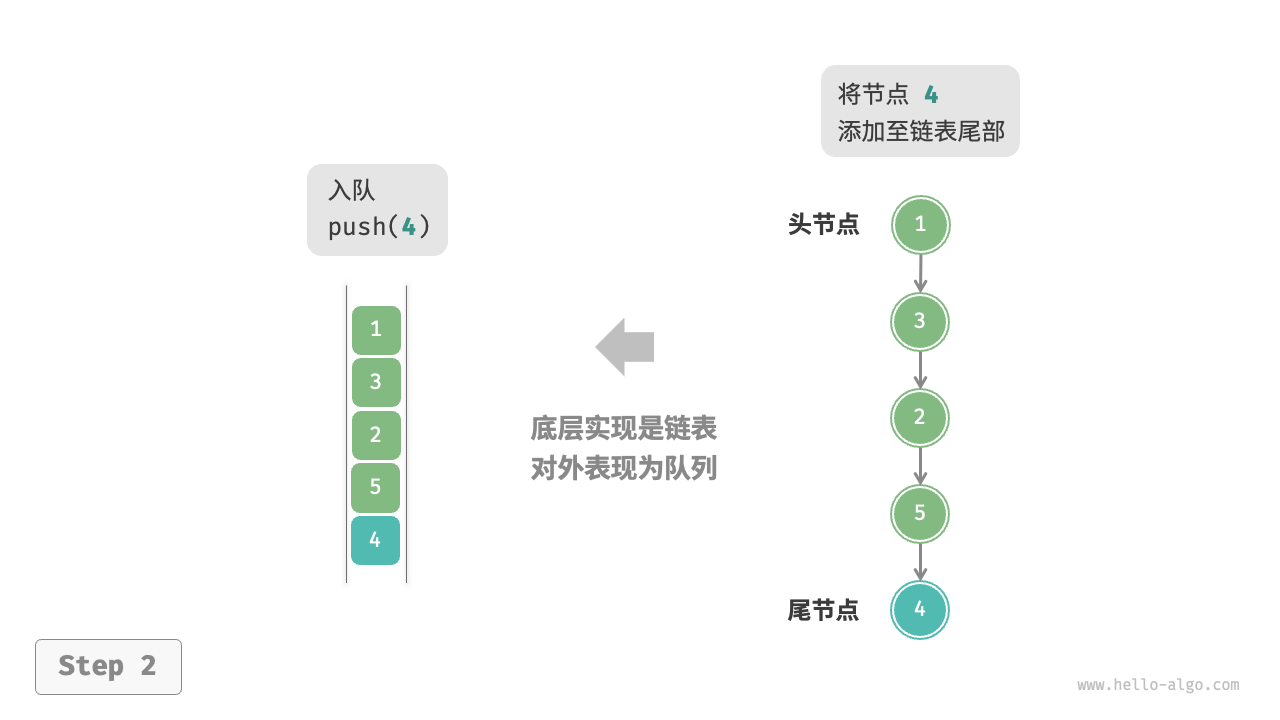 将节点 4
添加至链表尾部
入队
push(4)
头节点
1
3
2
5
4
尾节点
1
3
2
5
4
底层实现是链表
对外表现为队列
Step 2
www.hello-algo.com